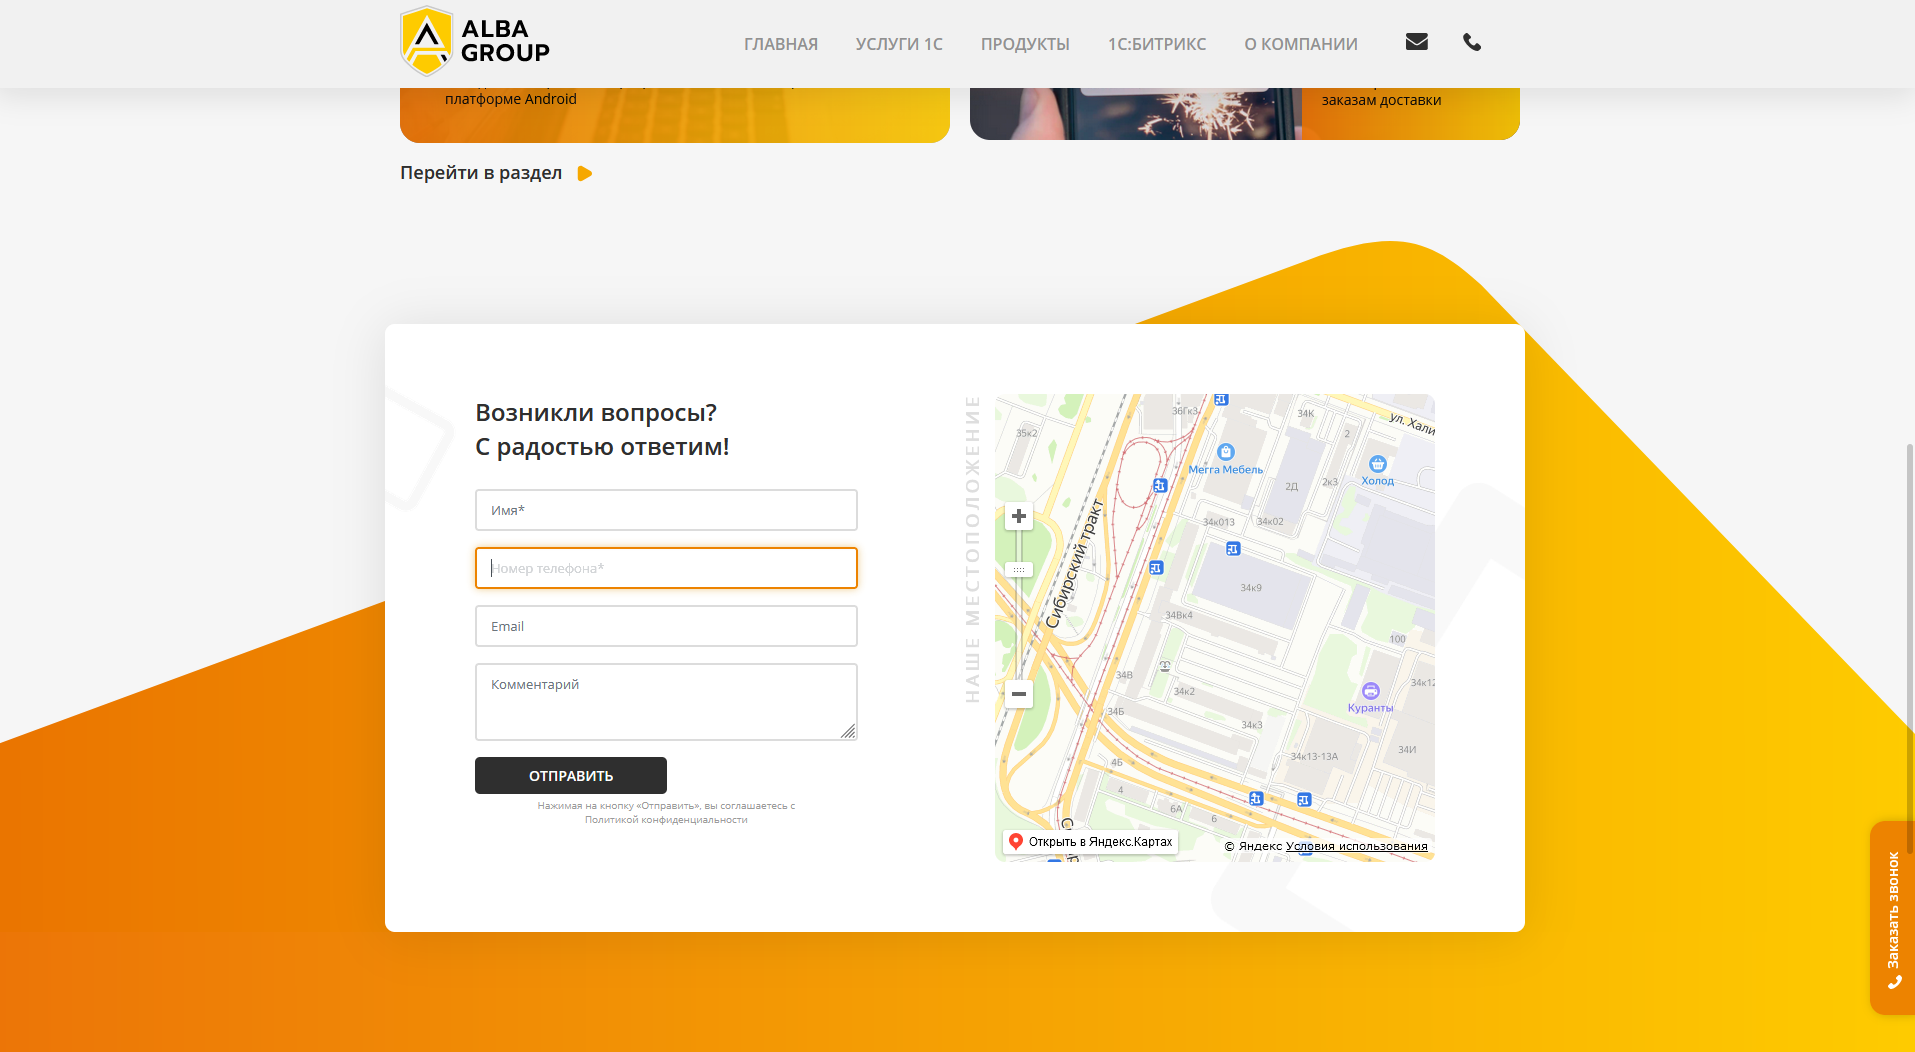 ALBA
GROUP
ГЛАВНАЯ
УСЛУГИ 1С
ПРОДУКТЫ
1С:БИТРИКС
О КОМПАНИИ
платформе Android
заказам доставки
Перейти в раздел
Возникли вопросы?
С радостью ответим!
Имя*
Номер телефона*
Email
Комментарий
ОТПРАВИТЬ
Нажимая на кнопку «Отправить», вы соглашаетесь с
Политикой конфиденциальности
НАШЕ МЕСТОПОЛОЖЕНИЕ
36Гк3
34К
ул. Хали
35к2
2
Мегга Мебель
Холод
2Д
2к3
34к013
34к02
Сибирский тракт
34к9
34Вк4
100
34В
34к2
34к12
Куранты
34Б
34к3
34И
34к13-13А
4Б
4
6А
6
Открыть в Яндекс.Картах
© Яндекс Условия использования
Заказать звонок